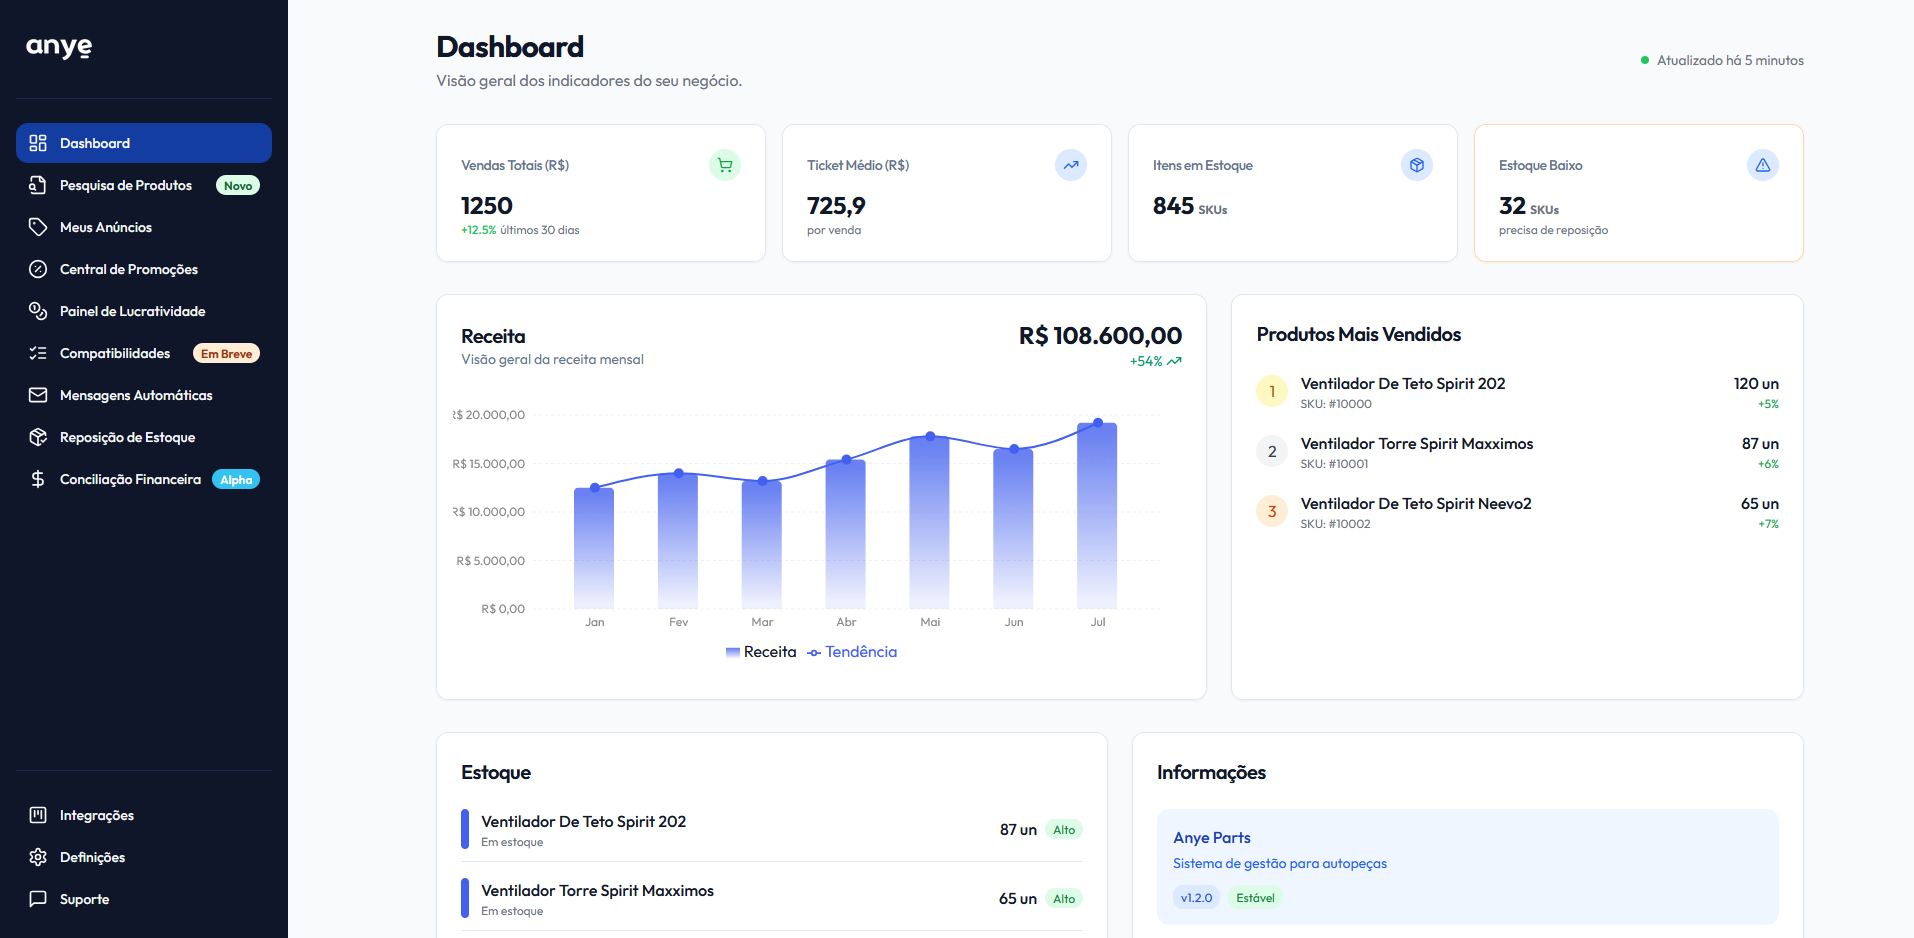 anye
Dashboard
Pesquisa de Produtos Novo
Meus Anúncios
Central de Promoções
Painel de Lucratividade
Compatibilidades Em Breve
Mensagens Automáticas
Reposição de Estoque
Conciliação Financeira Alpha
Integrações
Definições
Suporte
Dashboard
Visão geral dos indicadores do seu negócio.
Atualizado há 5 minutos
Vendas Totais (R$)
1250
+12.5% últimos 30 dias
Ticket Médio (R$)
725,9
por venda
Itens em Estoque
845 SKUs
Estoque Baixo
32 SKUs
precisa de reposição
Receita
Visão geral da receita mensal
R$ 108.600,00
+54%
R$ 20.000,00
R$ 15.000,00
R$ 10.000,00
R$ 5.000,00
R$ 0,00
Jan Fev Mar Abr Mai Jun Jul
Receita Tendência
Produtos Mais Vendidos
1 Ventilador De Teto Spirit 202 120 un
SKU: #10000 +5%
2 Ventilador Torre Spirit Maxximos 87 un
SKU: #10001 +6%
3 Ventilador De Teto Spirit Neevo2 65 un
SKU: #10002 +7%
Estoque
Ventilador De Teto Spirit 202 87 un Alto
Em estoque
Ventilador Torre Spirit Maxximos 65 un Alto
Em estoque
Informações
Anye Parts
Sistema de gestão para autopeças
v1.2.0 Estável